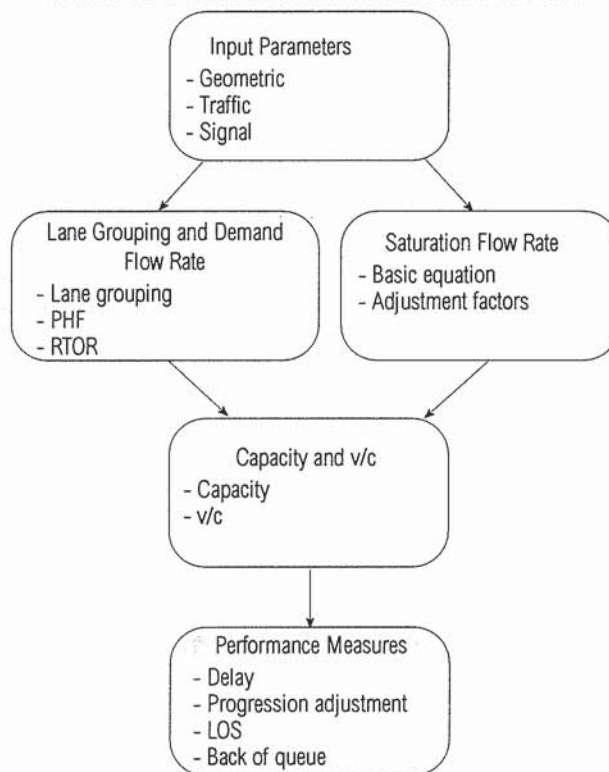 Input Parameters
- Geometric
- Traffic
- Signal
Lane Grouping and Demand
Flow Rate
- Lane grouping
- PHF
- RTOR
Saturation Flow Rate
- Basic equation
- Adjustment factors
Capacity and v/c
- Capacity
- v/c
Performance Measures
- Delay
- Progression adjustment
- LOS
- Back of queue